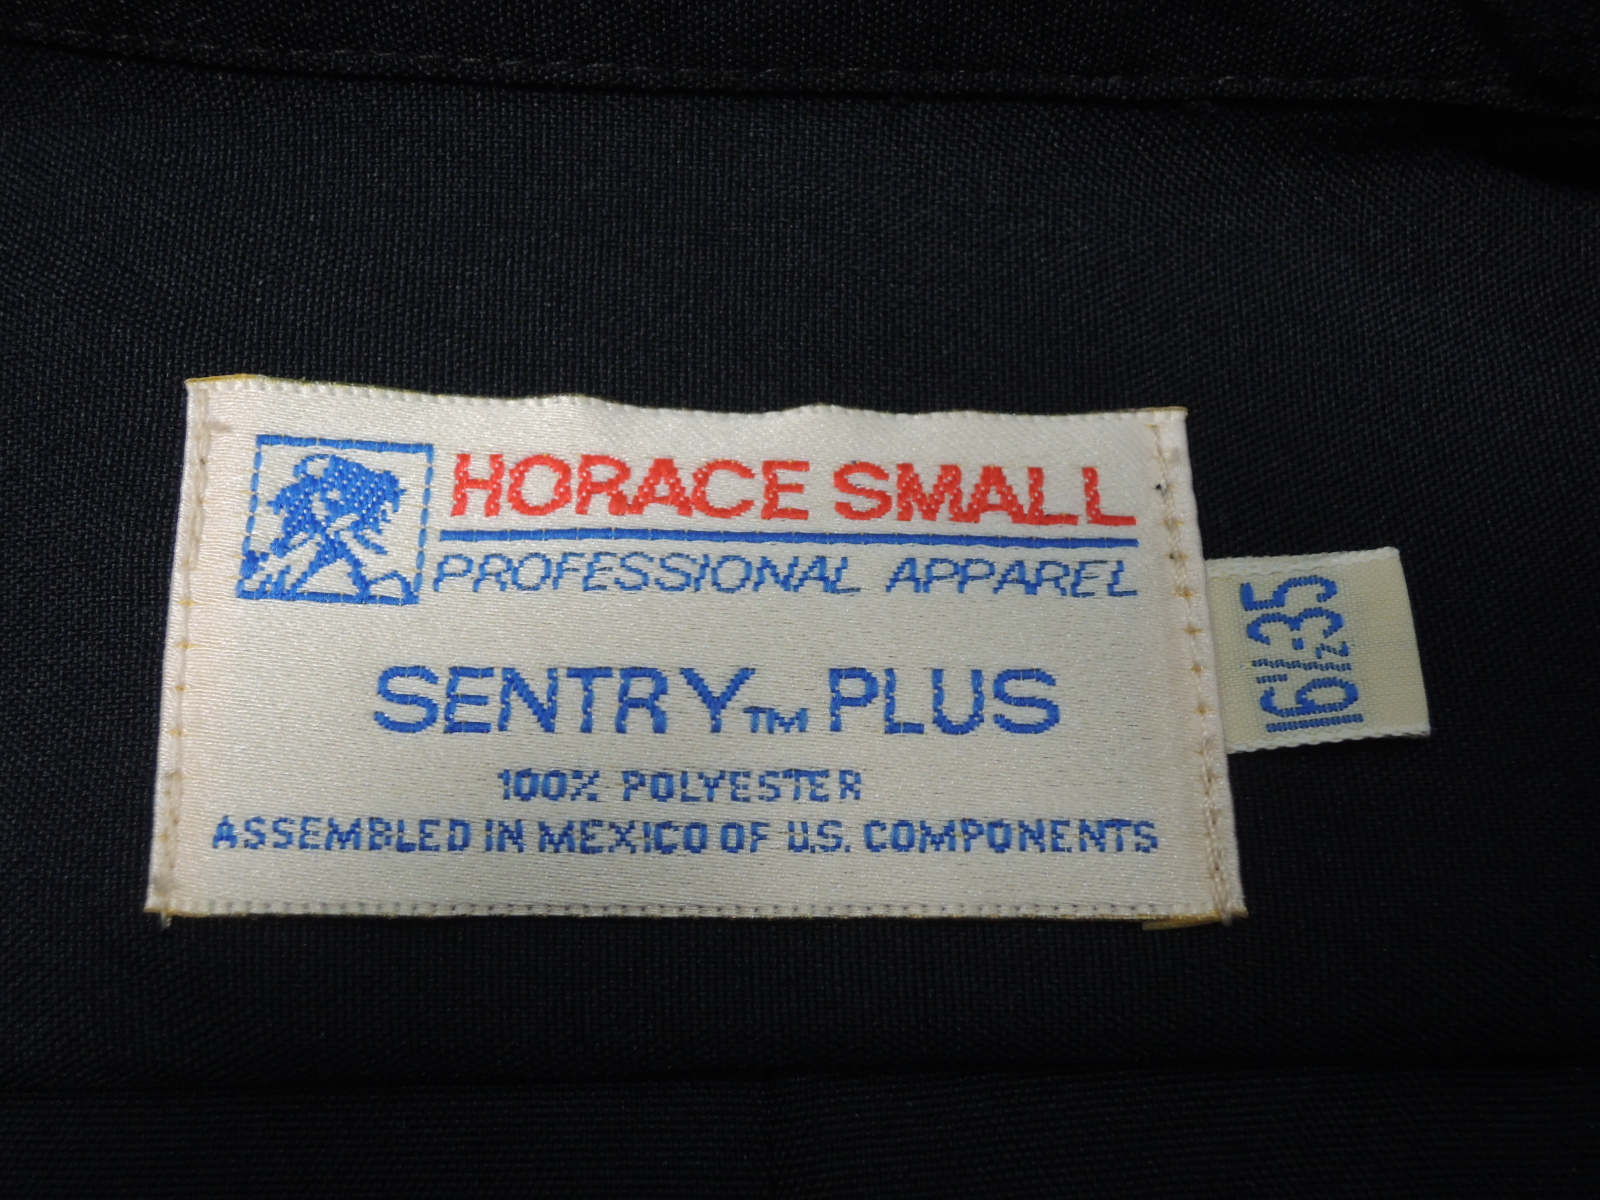 HORACE SMALL
PROFESSIONAL APPAREL
SENTRY™ PLUS
100% POLYESTER
ASSEMBLED IN MEXICO OF U.S. COMPONENTS
16½-35